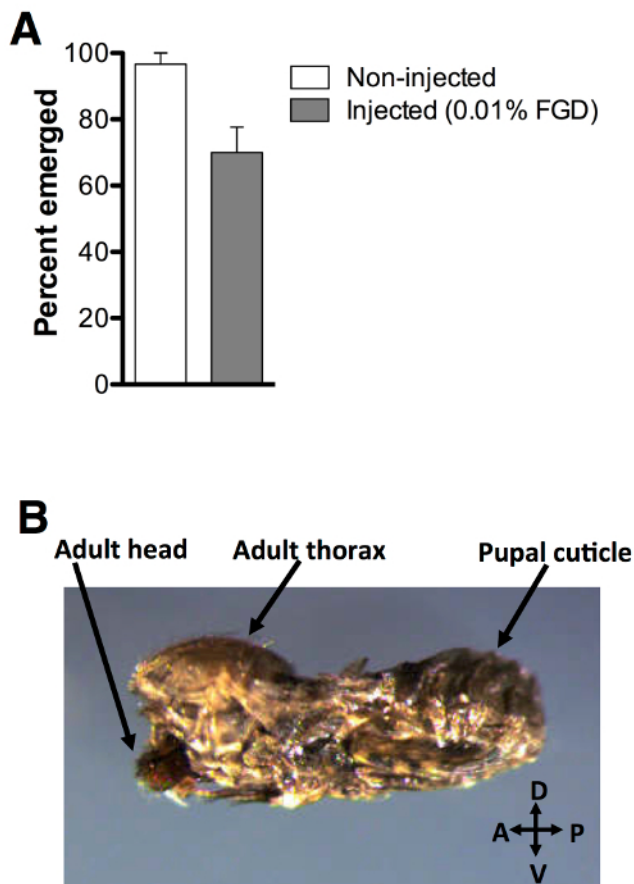 A
100
80
60
40
20
0
Percent emerged
Non-injected
Injected (0.01% FGD)
B
Adult head
Adult thorax
Pupal cuticle
D
A
P
V